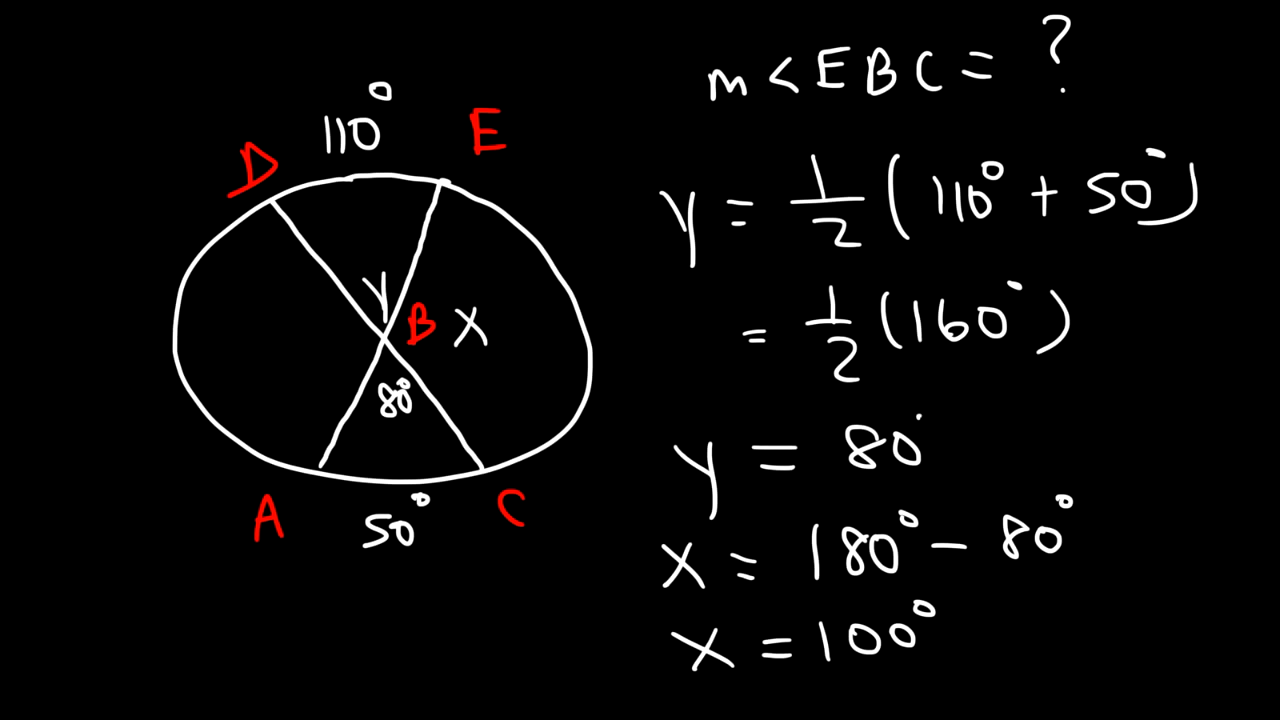 110°
D
E
Y
B
X
80°
A
50°
C
m<EBC = ?
Y = 1/2 (110° + 50°)
= 1/2 (160°)
y = 80°
X = 180° - 80°
X = 100°